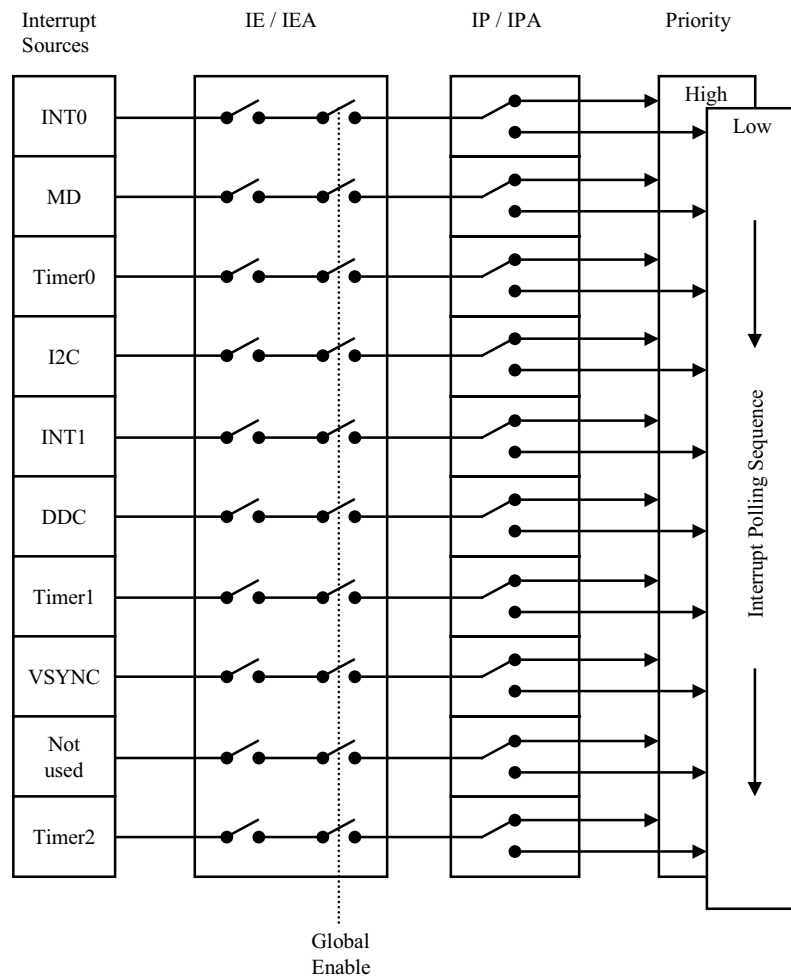 Interrupt
Sources
IE / IEA
IP / IPA
Priority
High
Low
INT0
MD
Timer0
I2C
INT1
DDC
Timer1
VSYNC
Not
used
Timer2
Interrupt Polling Sequence
Global
Enable